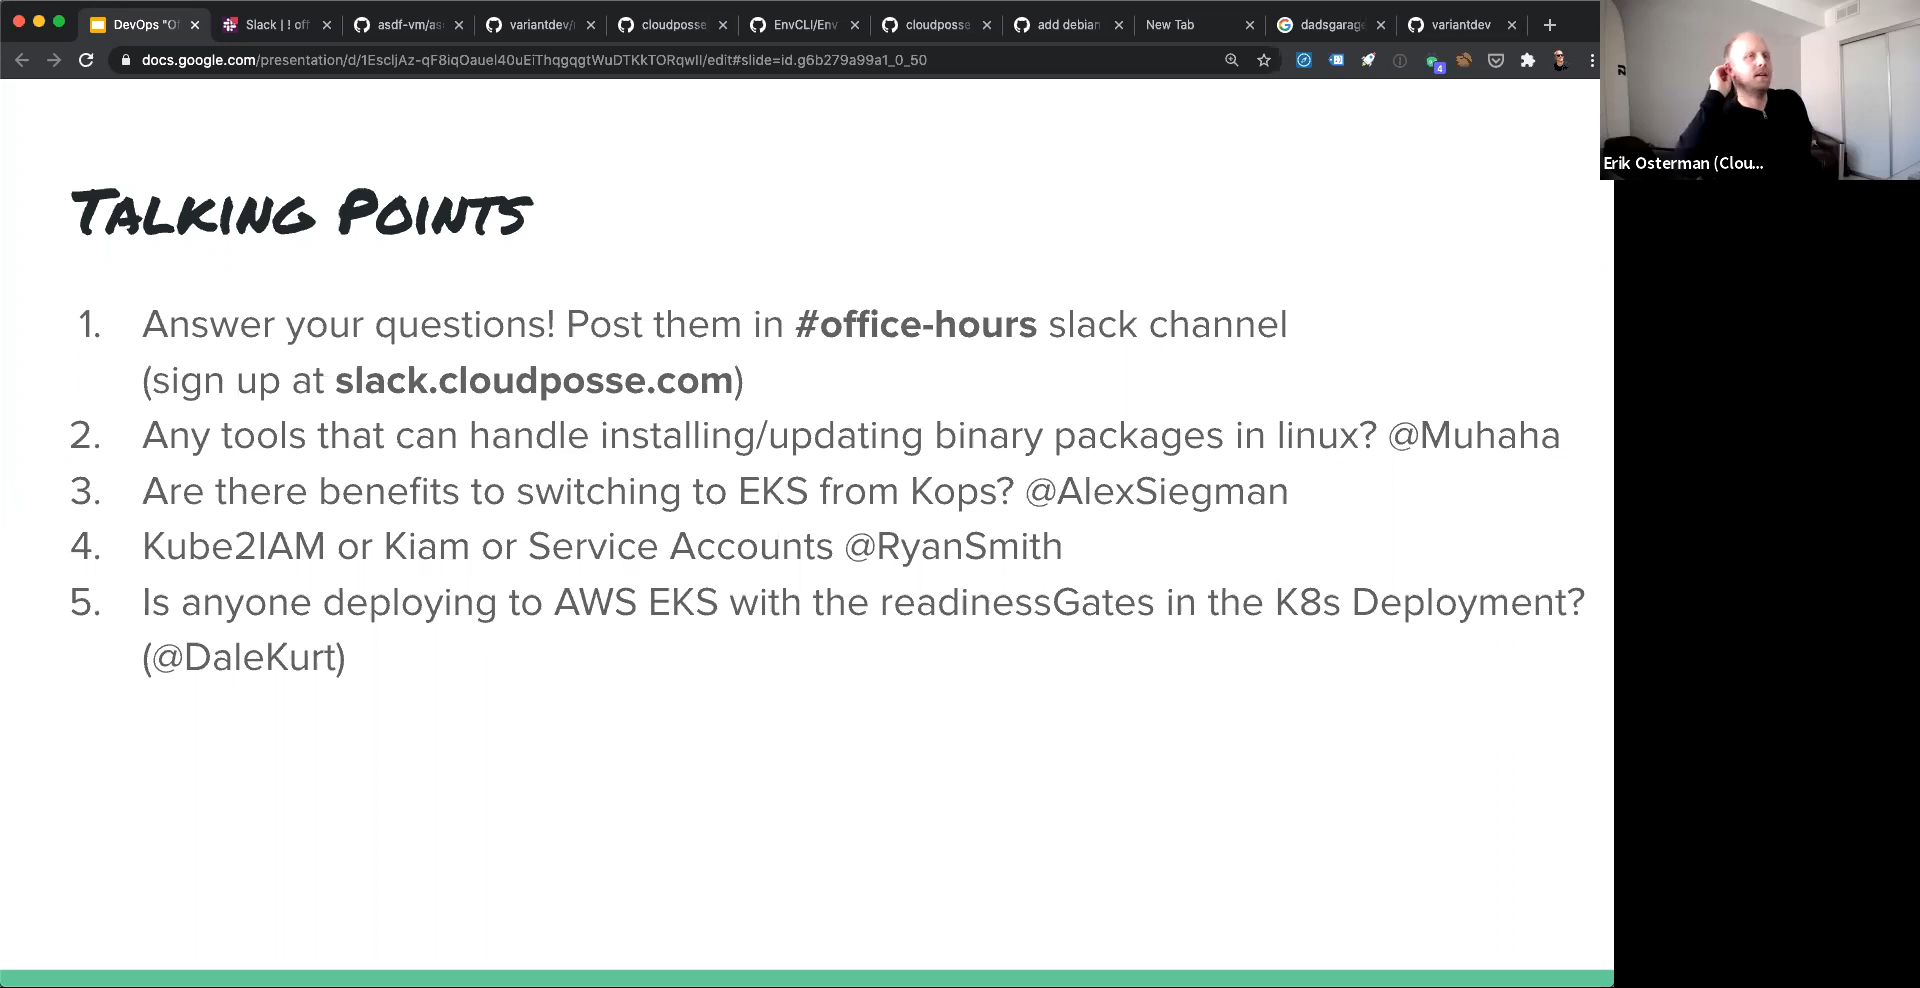 DevOps "Of
Slack | ! off
asdf-vm/as
variantdev/
cloudposse
EnvCLI/Env
cloudposse
add debian
New Tab
dadsgarage
variantdev
docs.google.com/presentation/d/1EscljAz-qF8iqOauel40uEiThqgqgtWuDTKkTORqwII/edit#slide=id.g6b279a99a1_0_50
4
Erik Osterman (Clou...
Talking Points
1. Answer your questions! Post them in #office-hours slack channel
(sign up at slack.cloudposse.com)
2. Any tools that can handle installing/updating binary packages in linux? @Muhaha
3. Are there benefits to switching to EKS from Kops? @AlexSiegman
4. Kube2IAM or Kiam or Service Accounts @RyanSmith
5. Is anyone deploying to AWS EKS with the readinessGates in the K8s Deployment?
(@DaleKurt)